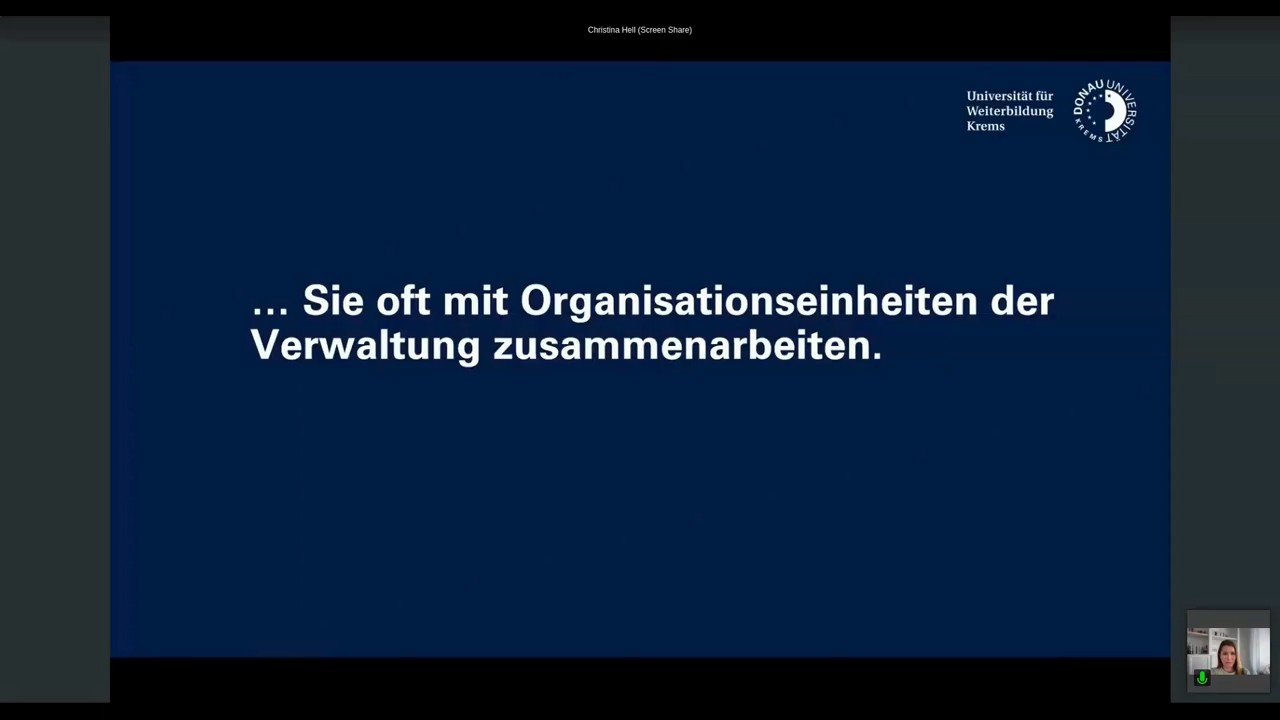 Christina Hell (Screen Share)
Universität für
Weiterbildung
Krems
DONAU UNIVERSITÄT
KREMS
… Sie oft mit Organisationseinheiten der
Verwaltung zusammenarbeiten.